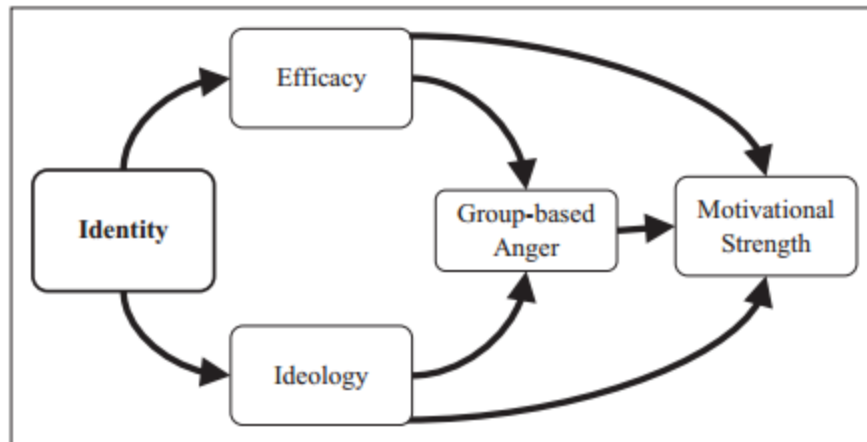 Efficacy
Identity
Group-based
Anger
Motivational
Strength
Ideology